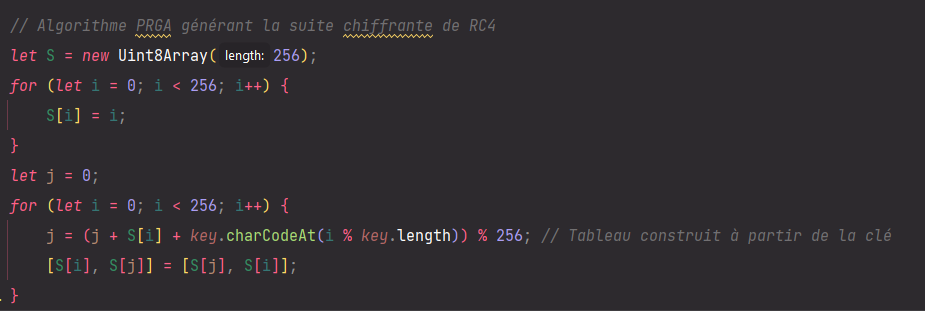 // Algorithme PRGA générant la suite chiffrante de RC4
let S = new Uint8Array( length: 256);
for (let i = 0; i < 256; i++) {
    S[i] = i;
}
let j = 0;
for (let i = 0; i < 256; i++) {
    j = (j + S[i] + key.charCodeAt(i % key.length)) % 256; // Tableau construit à partir de la clé
    [S[i], S[j]] = [S[j], S[i]];
}